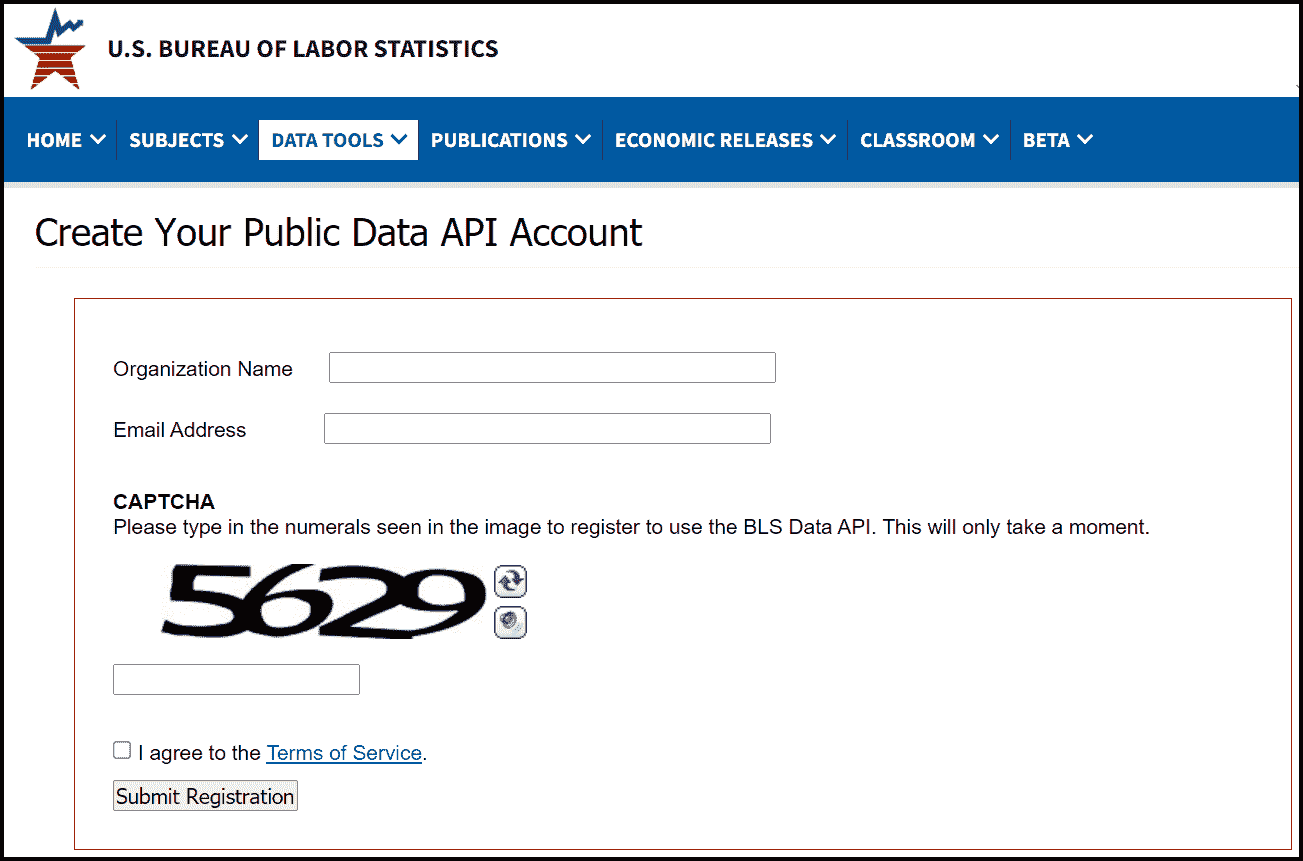 U.S. BUREAU OF LABOR STATISTICS
HOME SUBJECTS DATA TOOLS PUBLICATIONS ECONOMIC RELEASES CLASSROOM BETA
Create Your Public Data API Account
Organization Name
Email Address
CAPTCHA
Please type in the numerals seen in the image to register to use the BLS Data API. This will only take a moment.
5629
I agree to the Terms of Service.
Submit Registration